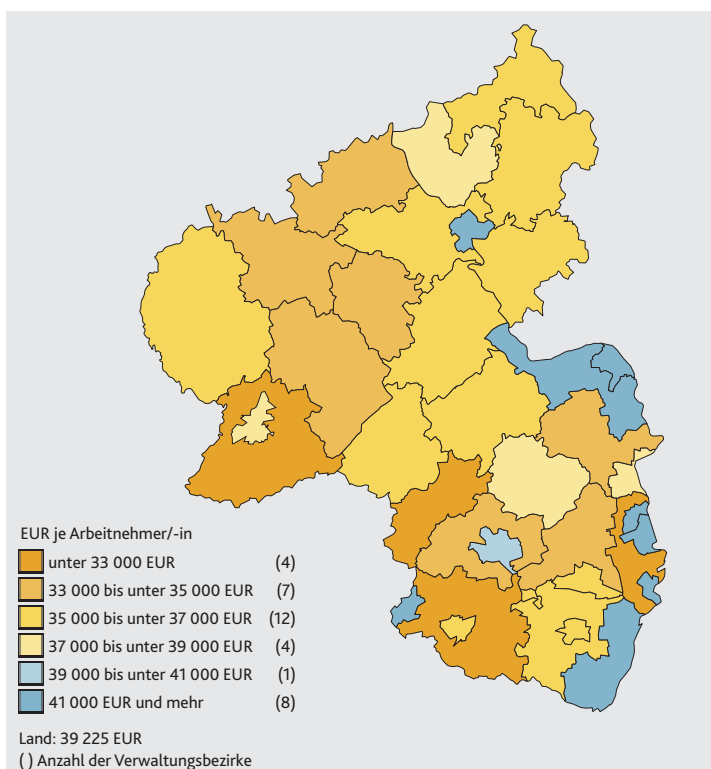 EUR je Arbeitnehmer/-in
unter 33 000 EUR (4)
33 000 bis unter 35 000 EUR (7)
35 000 bis unter 37 000 EUR (12)
37 000 bis unter 39 000 EUR (4)
39 000 bis unter 41 000 EUR (1)
41 000 EUR und mehr (8)
Land: 39 225 EUR
( ) Anzahl der Verwaltungsbezirke